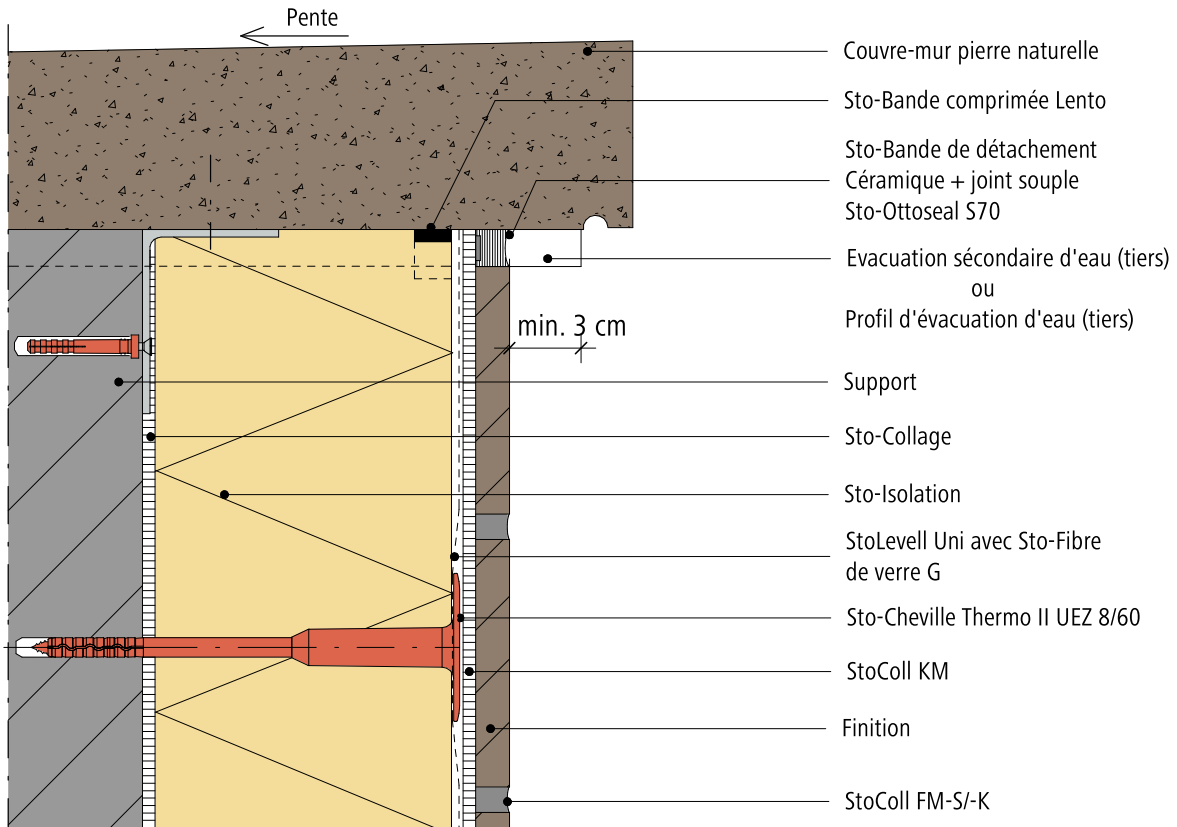 Pente
Couvre-mur pierre naturelle
Sto-Bande comprimée Lento
Sto-Bande de détachement
Céramique + joint souple
Sto-Ottoseal S70
Evacuation sécondaire d'eau (tiers)
ou
Profil d'évacuation d'eau (tiers)
min. 3 cm
Support
Sto-Collage
Sto-Isolation
StoLevell Uni avec Sto-Fibre
de verre G
Sto-Cheville Thermo II UEZ 8/60
StoColl KM
Finition
StoColl FM-S/-K